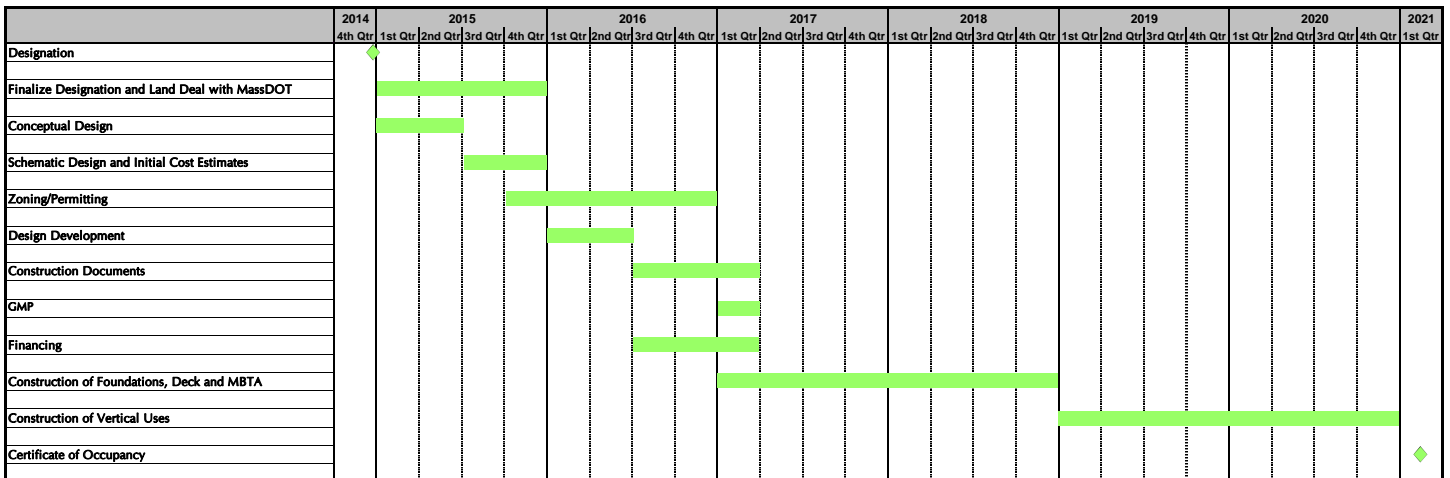 2014 2015 2016 2017 2018 2019 2020 2021
4th Qtr 1st Qtr 2nd Qtr 3rd Qtr 4th Qtr 1st Qtr 2nd Qtr 3rd Qtr 4th Qtr 1st Qtr 2nd Qtr 3rd Qtr 4th Qtr 1st Qtr 2nd Qtr 3rd Qtr 4th Qtr 1st Qtr 2nd Qtr 3rd Qtr 4th Qtr 1st Qtr 2nd Qtr 3rd Qtr 4th Qtr 1st Qtr
Designation
Finalize Designation and Land Deal with MassDOT
Conceptual Design
Schematic Design and Initial Cost Estimates
Zoning/Permitting
Design Development
Construction Documents
GMP
Financing
Construction of Foundations, Deck and MBTA
Construction of Vertical Uses
Certificate of Occupancy